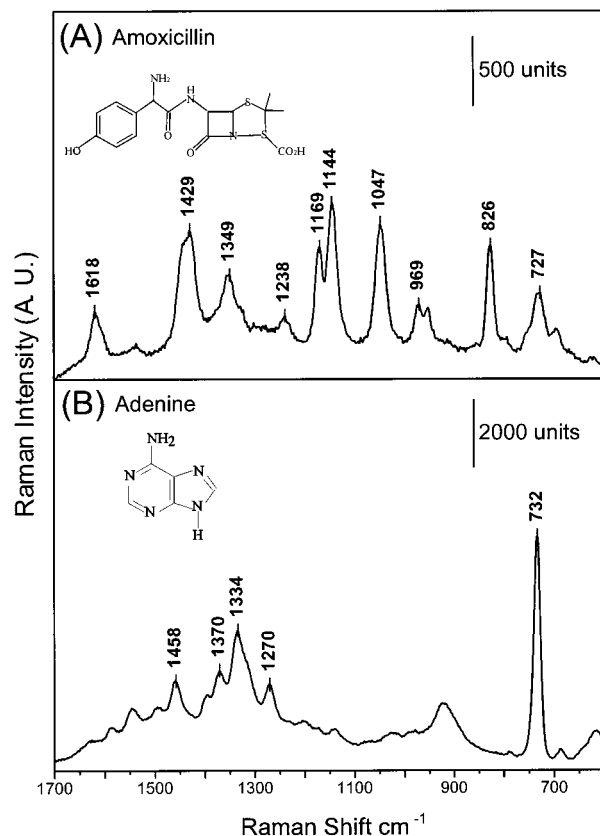 (A) Amoxicillin
500 units
NH₂
H
N
S
O
N
S
HO
O
CO₂H
1618
1429
1349
1238
1169
1144
1047
969
826
727
Raman Intensity (A. U.)
(B) Adenine
2000 units
NH₂
N
N
N
N
H
1458
1370
1334
1270
732
1700
1500
1300
1100
900
700
Raman Shift cm⁻¹